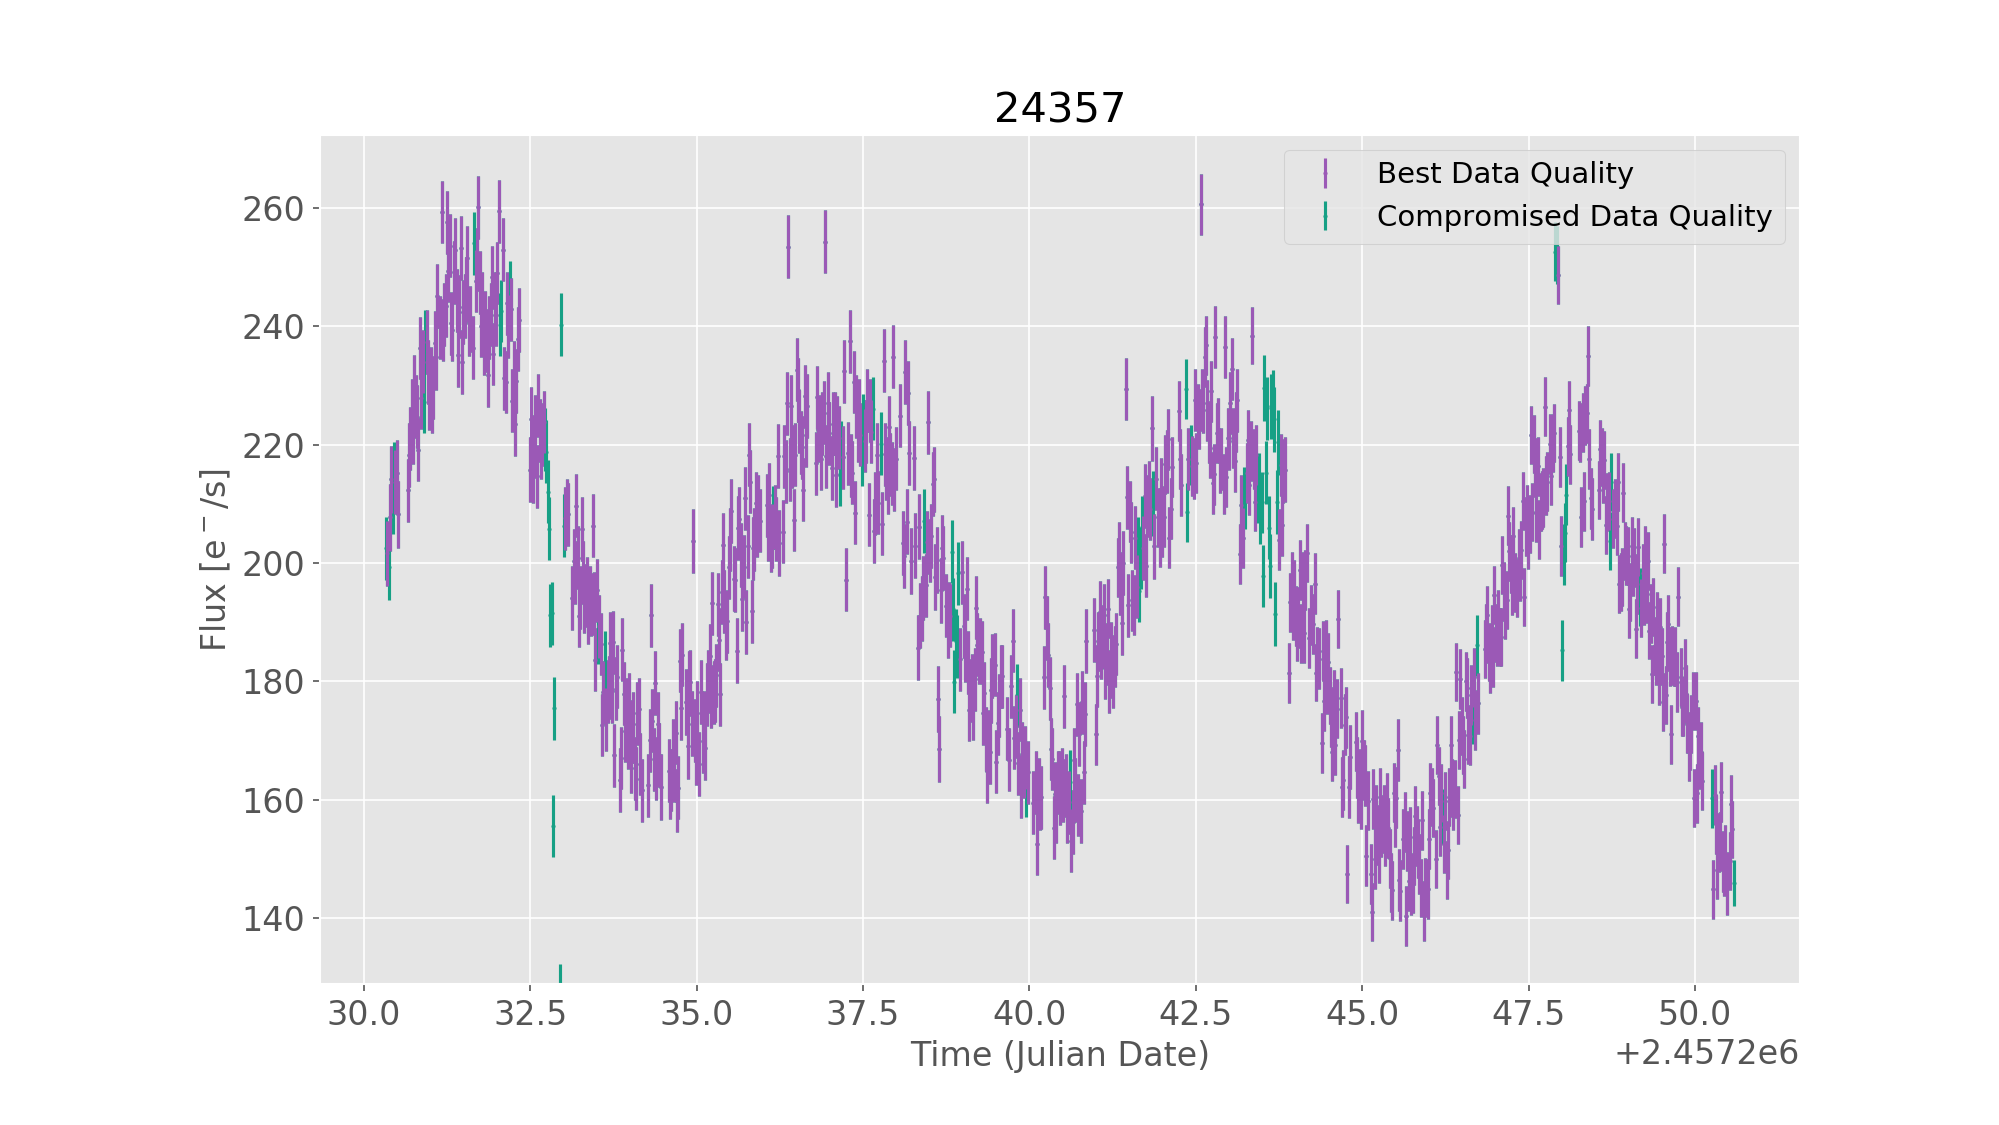 24357
Best Data Quality
Compromised Data Quality
260
240
220
200
180
160
140
Flux [e⁻/s]
30.0 32.5 35.0 37.5 40.0 42.5 45.0 47.5 50.0
Time (Julian Date)
+2.4572e6